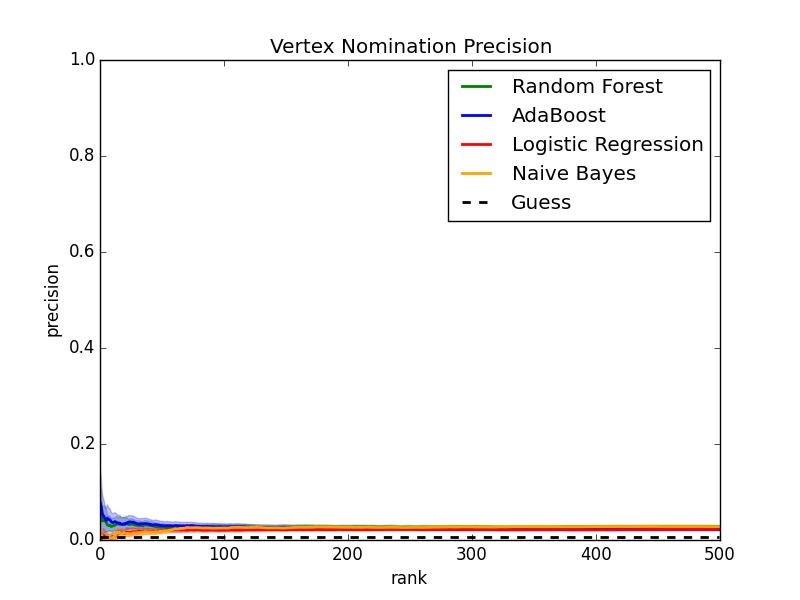 Vertex Nomination Precision
1.0
0.8
0.6
0.4
0.2
0.0
precision
Random Forest
AdaBoost
Logistic Regression
Naive Bayes
Guess
0 100 200 300 400 500
rank